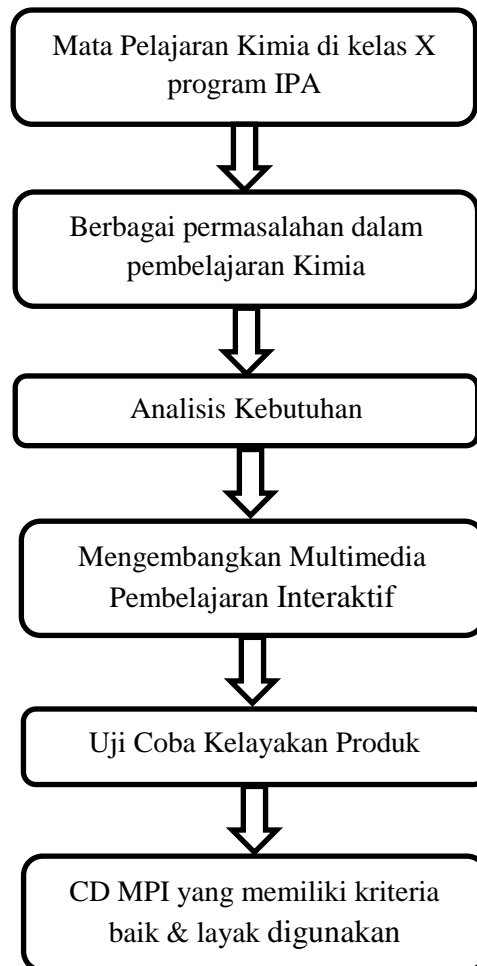 Mata Pelajaran Kimia di kelas X
program IPA
Berbagai permasalahan dalam
pembelajaran Kimia
Analisis Kebutuhan
Mengembangkan Multimedia
Pembelajaran Interaktif
Uji Coba Kelayakan Produk
CD MPI yang memiliki kriteria
baik & layak digunakan